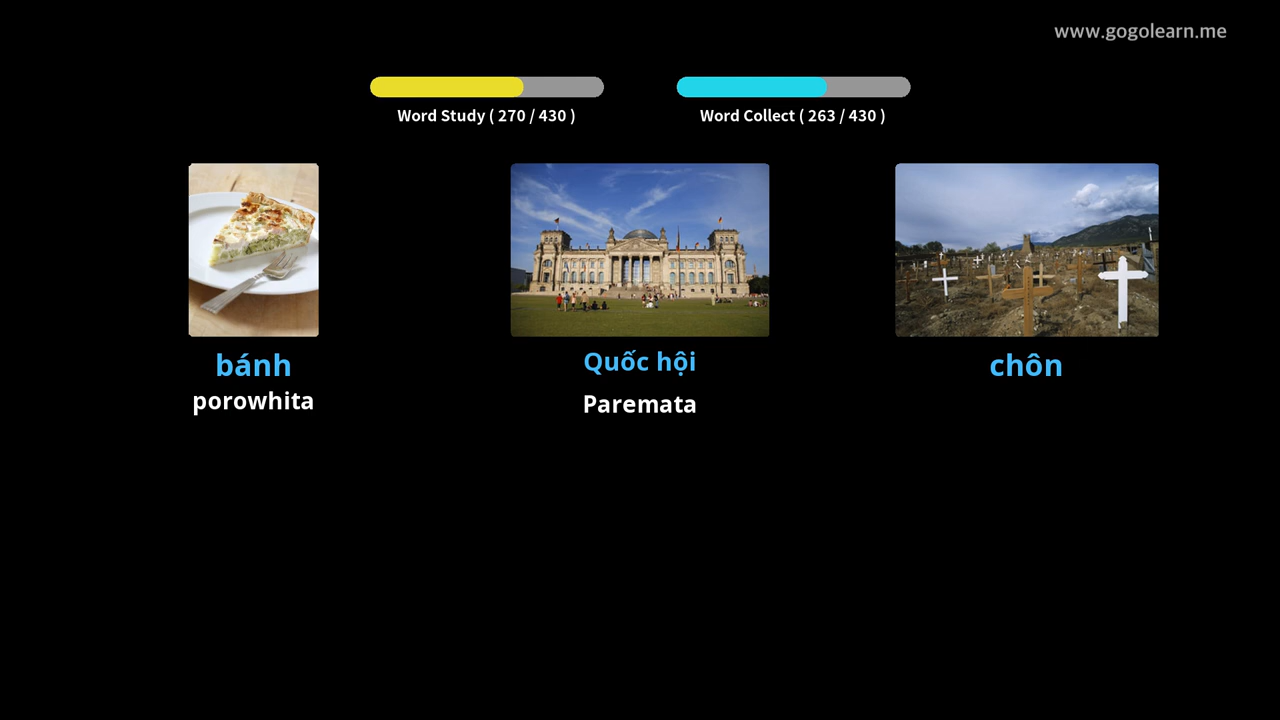 www.gogolearn.me
Word Study ( 270 / 430 )
Word Collect ( 263 / 430 )
bánh
porowhita
Quốc hội
Paremata
chôn